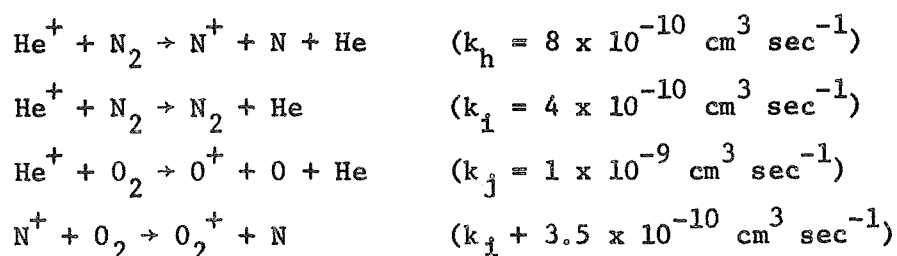 He⁺ + N₂ → N⁺ + N + He (k_h = 8 x 10⁻¹⁰ cm³ sec⁻¹)
He⁺ + N₂ → N₂ + He (k_i = 4 x 10⁻¹⁰ cm³ sec⁻¹)
He⁺ + O₂ → O⁺ + O + He (k_j = 1 x 10⁻⁹ cm³ sec⁻¹)
N⁺ + O₂ → O₂⁺ + N (k_i + 3.5 x 10⁻¹⁰ cm³ sec⁻¹)